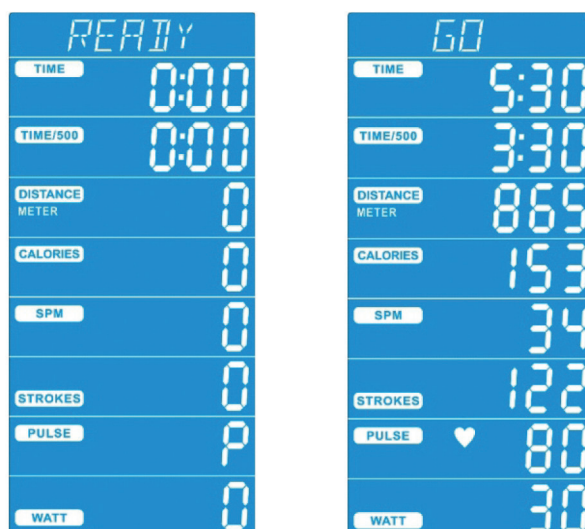 READY
TIME 0:00
TIME/500 0:00
DISTANCE
METER 0
CALORIES 0
SPM 0
STROKES 0
PULSE P
WATT 0
GO
TIME 5:30
TIME/500 3:30
DISTANCE
METER 865
CALORIES 153
SPM 34
STROKES 122
PULSE 80
WATT 30